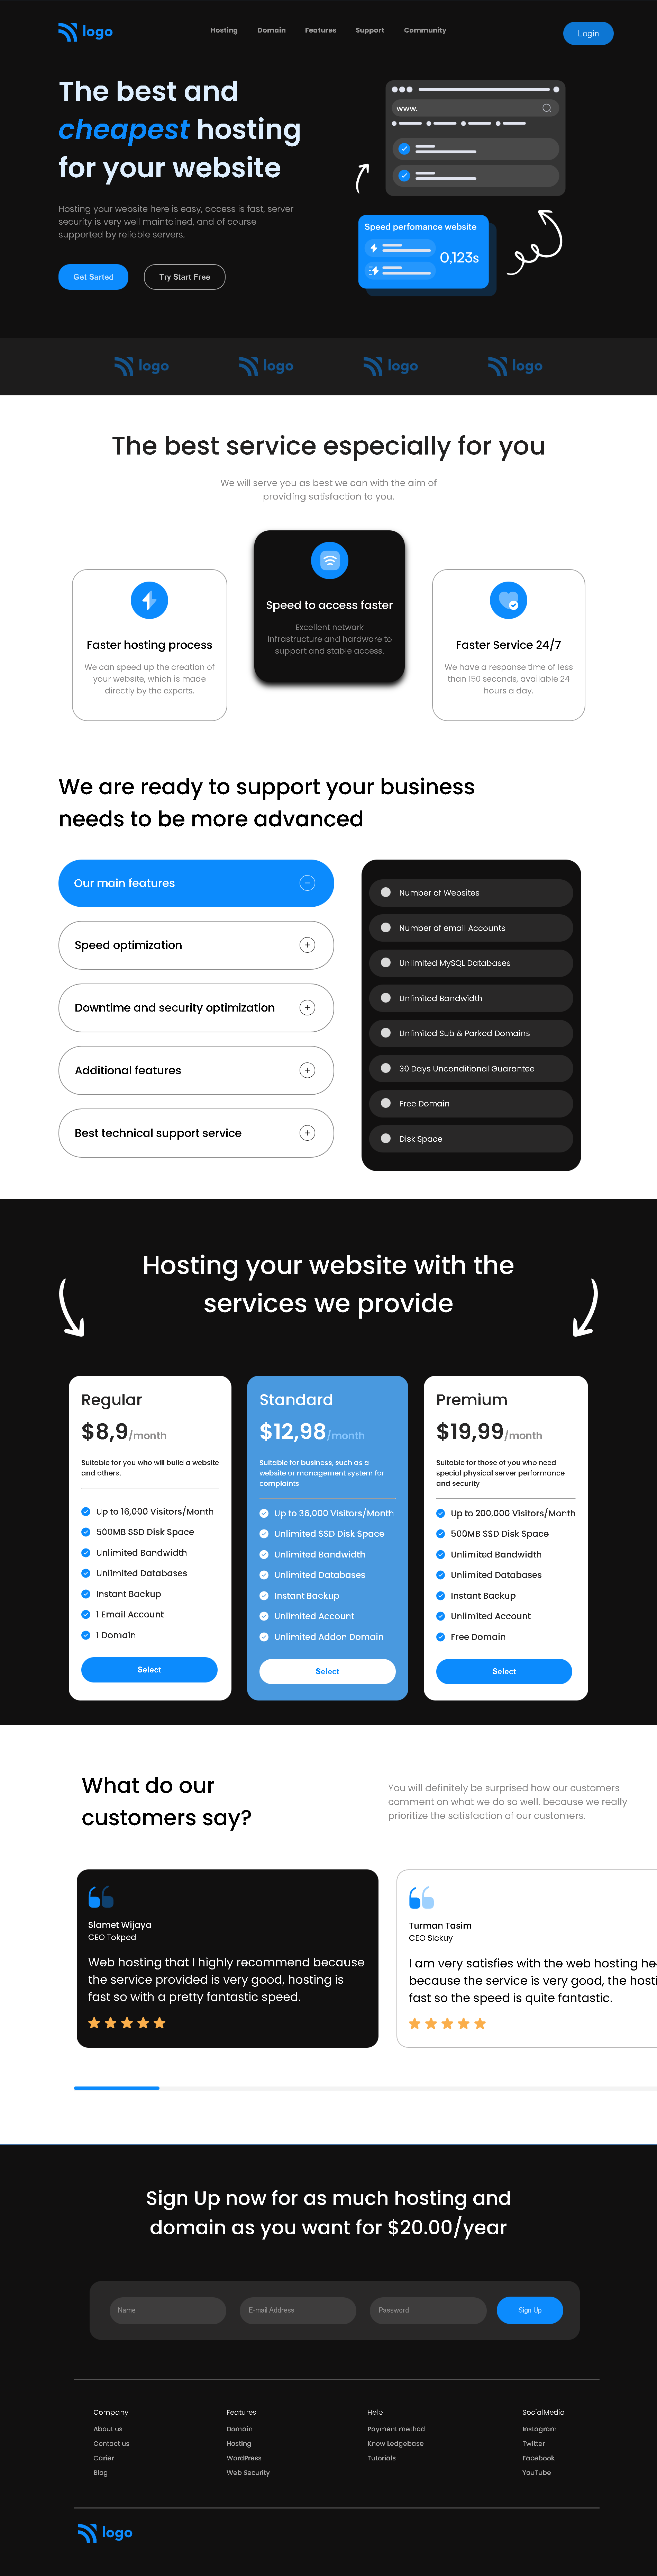 logo
Hosting Domain Features Support Community
Login
The best and
cheapest hosting
for your website
Hosting your website here is easy, access is fast, server
security is very well maintained, and of course
supported by reliable servers.
Get Sarted
Try Start Free
www.
Speed perfomance website
0,123s
logo
logo
logo
logo
The best service especially for you
We will serve you as best we can with the aim of
providing satisfaction to you.
Faster hosting process
We can speed up the creation of
your website, which is made
directly by the experts.
Speed to access faster
Excellent network
infrastructure and hardware to
support and stable access.
Faster Service 24/7
We have a response time of less
than 150 seconds, available 24
hours a day.
We are ready to support your business
needs to be more advanced
Our main features
Speed optimization
Downtime and security optimization
Additional features
Best technical support service
Number of Websites
Number of email Accounts
Unlimited MySQL Databases
Unlimited Bandwidth
Unlimited Sub & Parked Domains
30 Days Unconditional Guarantee
Free Domain
Disk Space
Hosting your website with the
services we provide
Regular
$8,9/month
Suitable for you who will build a website
and others.
Up to 16,000 Visitors/Month
500MB SSD Disk Space
Unlimited Bandwidth
Unlimited Databases
Instant Backup
1 Email Account
1 Domain
Select
Standard
$12,98/month
Suitable for business, such as a
website or management system for
complaints
Up to 36,000 Visitors/Month
Unlimited SSD Disk Space
Unlimited Bandwidth
Unlimited Databases
Instant Backup
Unlimited Account
Unlimited Addon Domain
Select
Premium
$19,99/month
Suitable for those of you who need
special physical server performance
and security
Up to 200,000 Visitors/Month
500MB SSD Disk Space
Unlimited Bandwidth
Unlimited Databases
Instant Backup
Unlimited Account
Free Domain
Select
What do our
customers say?
You will definitely be surprised how our customers
comment on what we do so well. because we really
prioritize the satisfaction of our customers.
Slamet Wijaya
CEO Tokped
Web hosting that I highly recommend because
the service provided is very good, hosting is
fast so with a pretty fantastic speed.
Turman Tasim
CEO Sickuy
I am very satisfies with the web hosting he
because the service is very good, the hosti
fast so the speed is quite fantastic.
Sign Up now for as much hosting and
domain as you want for $20.00/year
Name
E-mail Address
Password
Sign Up
Company
About us
Contact us
Carier
Blog
Features
Domain
Hosting
WordPress
Web Security
Help
Payment method
Know Ledgebase
Tutorials
SocialMedia
Instagram
Twitter
Facebook
YouTube
logo